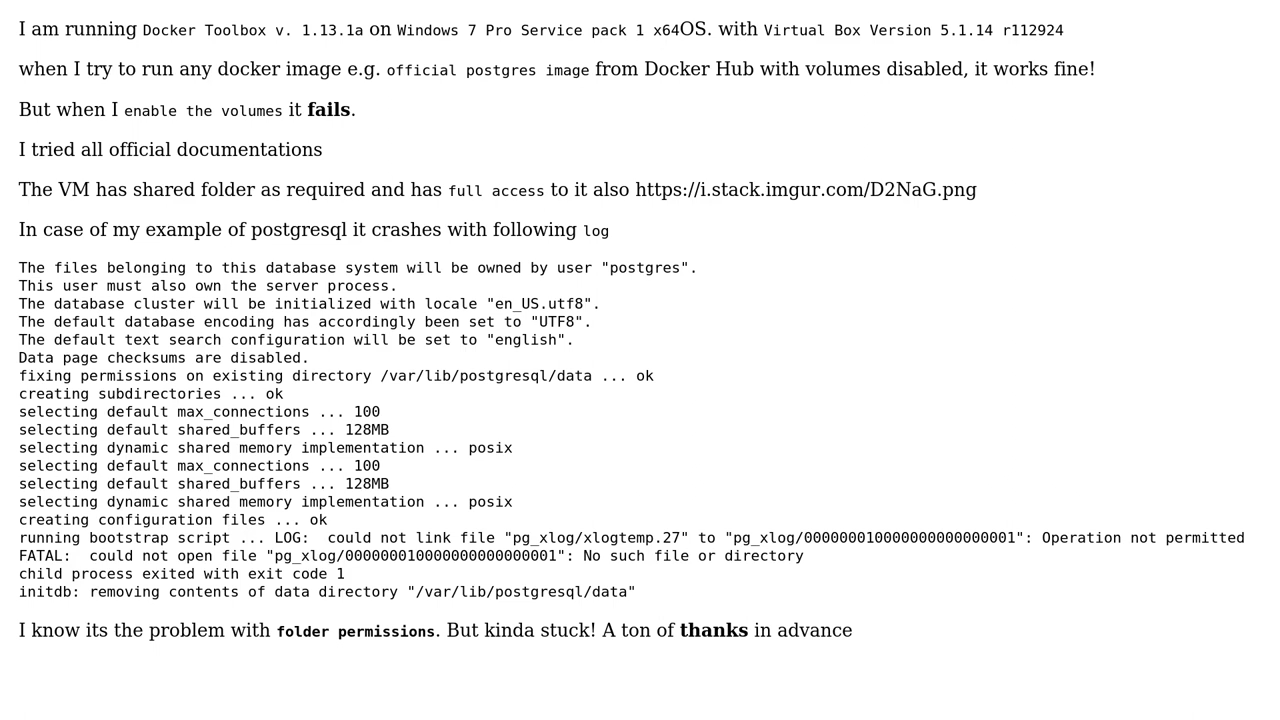 I am running Docker Toolbox v. 1.13.1a on Windows 7 Pro Service pack 1 x64OS. with Virtual Box Version 5.1.14 r112924
when I try to run any docker image e.g. official postgres image from Docker Hub with volumes disabled, it works fine!
But when I enable the volumes it fails.
I tried all official documentations
The VM has shared folder as required and has full access to it also https://i.stack.imgur.com/D2NaG.png
In case of my example of postgresql it crashes with following log
The files belonging to this database system will be owned by user "postgres".
This user must also own the server process.
The database cluster will be initialized with locale "en_US.utf8".
The default database encoding has accordingly been set to "UTF8".
The default text search configuration will be set to "english".
Data page checksums are disabled.
fixing permissions on existing directory /var/lib/postgresql/data ... ok
creating subdirectories ... ok
selecting default max_connections ... 100
selecting default shared_buffers ... 128MB
selecting dynamic shared memory implementation ... posix
selecting default max_connections ... 100
selecting default shared_buffers ... 128MB
selecting dynamic shared memory implementation ... posix
creating configuration files ... ok
running bootstrap script ... LOG:  could not link file "pg_xlog/xlogtemp.27" to "pg_xlog/000000010000000000000001": Operation not permitted
FATAL:  could not open file "pg_xlog/000000010000000000000001": No such file or directory
child process exited with exit code 1
initdb: removing contents of data directory "/var/lib/postgresql/data"
I know its the problem with folder permissions. But kinda stuck! A ton of thanks in advance